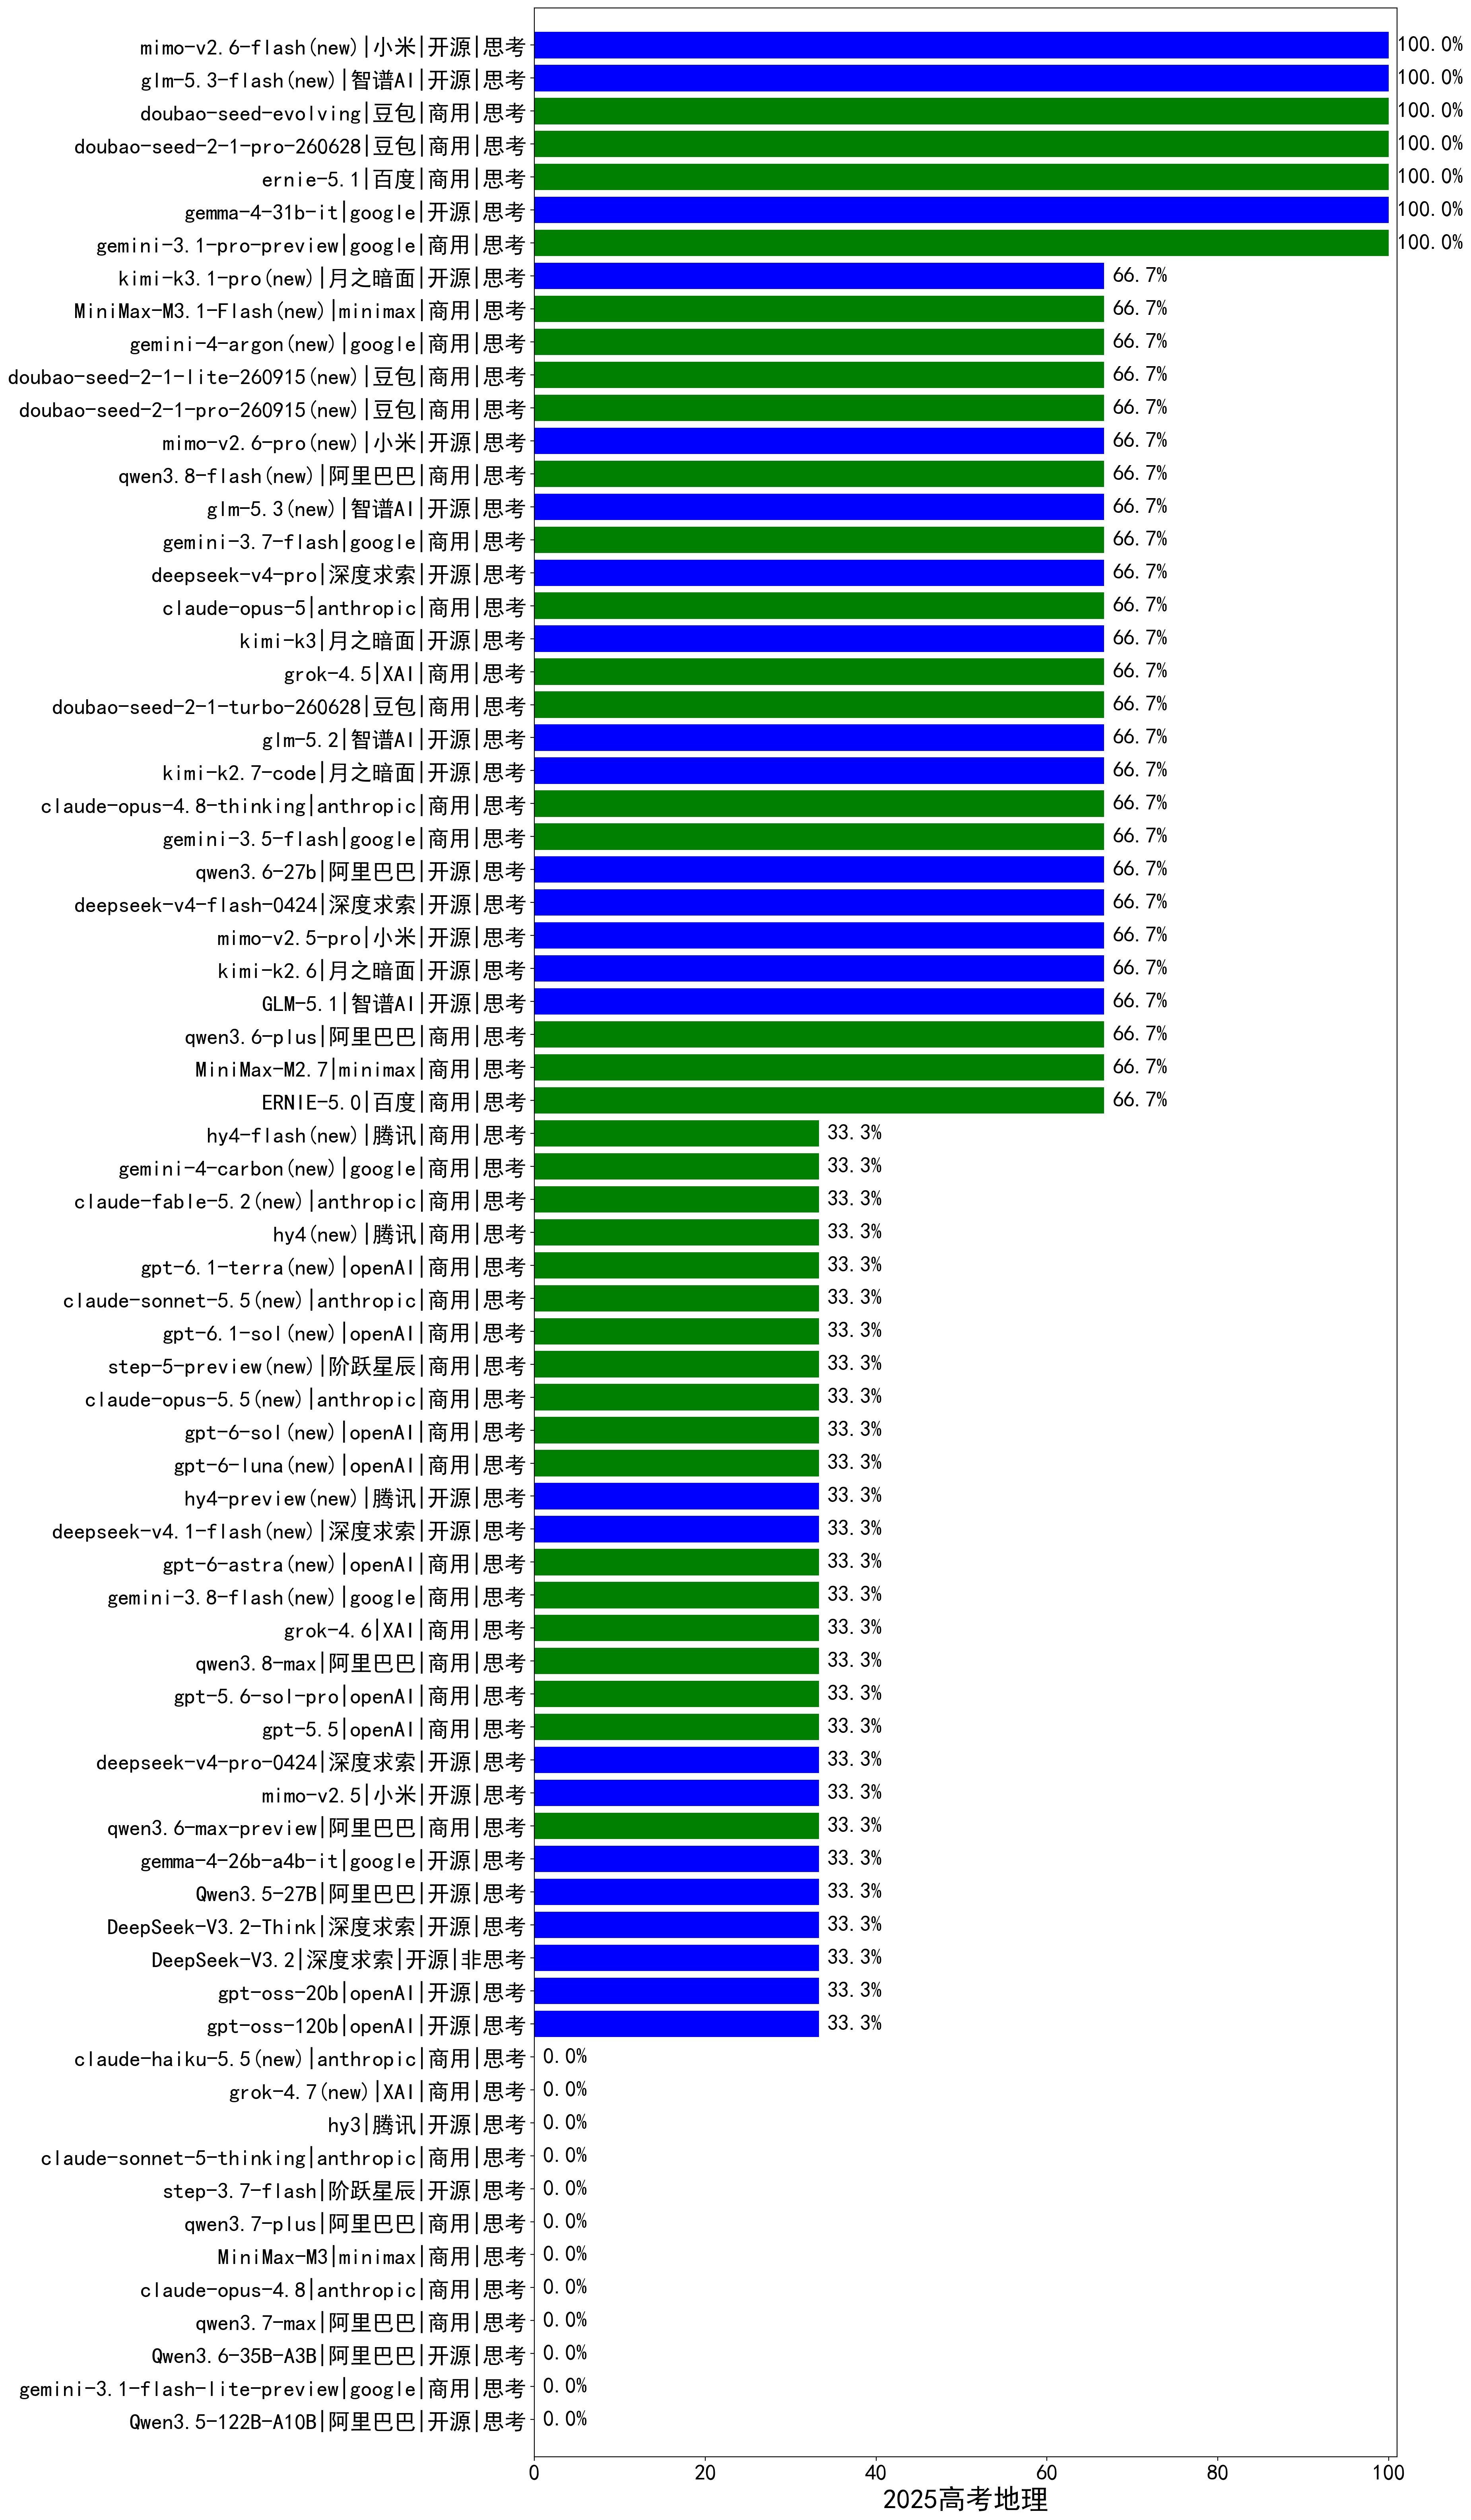 mimo-v2.6-flash(new)|小米|开源|思考 100.0%
glm-5.3-flash(new)|智谱AI|开源|思考 100.0%
doubao-seed-evolving|豆包|商用|思考 100.0%
doubao-seed-2-1-pro-260628|豆包|商用|思考 100.0%
ernie-5.1|百度|商用|思考 100.0%
gemma-4-31b-it|google|开源|思考 100.0%
gemini-3.1-pro-preview|google|商用|思考 100.0%
kimi-k3.1-pro(new)|月之暗面|开源|思考 66.7%
MiniMax-M3.1-Flash(new)|minimax|商用|思考 66.7%
gemini-4-argon(new)|google|商用|思考 66.7%
doubao-seed-2-1-lite-260915(new)|豆包|商用|思考 66.7%
doubao-seed-2-1-pro-260915(new)|豆包|商用|思考 66.7%
mimo-v2.6-pro(new)|小米|开源|思考 66.7%
qwen3.8-flash(new)|阿里巴巴|商用|思考 66.7%
glm-5.3(new)|智谱AI|开源|思考 66.7%
gemini-3.7-flash|google|商用|思考 66.7%
deepseek-v4-pro|深度求索|开源|思考 66.7%
claude-opus-5|anthropic|商用|思考 66.7%
kimi-k3|月之暗面|开源|思考 66.7%
grok-4.5|XAI|商用|思考 66.7%
doubao-seed-2-1-turbo-260628|豆包|商用|思考 66.7%
glm-5.2|智谱AI|开源|思考 66.7%
kimi-k2.7-code|月之暗面|开源|思考 66.7%
claude-opus-4.8-thinking|anthropic|商用|思考 66.7%
gemini-3.5-flash|google|商用|思考 66.7%
qwen3.6-27b|阿里巴巴|开源|思考 66.7%
deepseek-v4-flash-0424|深度求索|开源|思考 66.7%
mimo-v2.5-pro|小米|开源|思考 66.7%
kimi-k2.6|月之暗面|开源|思考 66.7%
GLM-5.1|智谱AI|开源|思考 66.7%
qwen3.6-plus|阿里巴巴|商用|思考 66.7%
MiniMax-M2.7|minimax|商用|思考 66.7%
ERNIE-5.0|百度|商用|思考 66.7%
hy4-flash(new)|腾讯|商用|思考 33.3%
gemini-4-carbon(new)|google|商用|思考 33.3%
claude-fable-5.2(new)|anthropic|商用|思考 33.3%
hy4(new)|腾讯|商用|思考 33.3%
gpt-6.1-terra(new)|openAI|商用|思考 33.3%
claude-sonnet-5.5(new)|anthropic|商用|思考 33.3%
gpt-6.1-sol(new)|openAI|商用|思考 33.3%
step-5-preview(new)|阶跃星辰|商用|思考 33.3%
claude-opus-5.5(new)|anthropic|商用|思考 33.3%
gpt-6-sol(new)|openAI|商用|思考 33.3%
gpt-6-luna(new)|openAI|商用|思考 33.3%
hy4-preview(new)|腾讯|开源|思考 33.3%
deepseek-v4.1-flash(new)|深度求索|开源|思考 33.3%
gpt-6-astra(new)|openAI|商用|思考 33.3%
gemini-3.8-flash(new)|google|商用|思考 33.3%
grok-4.6|XAI|商用|思考 33.3%
qwen3.8-max|阿里巴巴|商用|思考 33.3%
gpt-5.6-sol-pro|openAI|商用|思考 33.3%
gpt-5.5|openAI|商用|思考 33.3%
deepseek-v4-pro-0424|深度求索|开源|思考 33.3%
mimo-v2.5|小米|开源|思考 33.3%
qwen3.6-max-preview|阿里巴巴|商用|思考 33.3%
gemma-4-26b-a4b-it|google|开源|思考 33.3%
Qwen3.5-27B|阿里巴巴|开源|思考 33.3%
DeepSeek-V3.2-Think|深度求索|开源|思考 33.3%
DeepSeek-V3.2|深度求索|开源|非思考 33.3%
gpt-oss-20b|openAI|开源|思考 33.3%
gpt-oss-120b|openAI|开源|思考 33.3%
claude-haiku-5.5(new)|anthropic|商用|思考 0.0%
grok-4.7(new)|XAI|商用|思考 0.0%
hy3|腾讯|开源|思考 0.0%
claude-sonnet-5-thinking|anthropic|商用|思考 0.0%
step-3.7-flash|阶跃星辰|开源|思考 0.0%
qwen3.7-plus|阿里巴巴|商用|思考 0.0%
MiniMax-M3|minimax|商用|思考 0.0%
claude-opus-4.8|anthropic|商用|思考 0.0%
qwen3.7-max|阿里巴巴|商用|思考 0.0%
Qwen3.6-35B-A3B|阿里巴巴|开源|思考 0.0%
gemini-3.1-flash-lite-preview|google|商用|思考 0.0%
Qwen3.5-122B-A10B|阿里巴巴|开源|思考 0.0%
0 20 40 60 80 100
2025高考地理